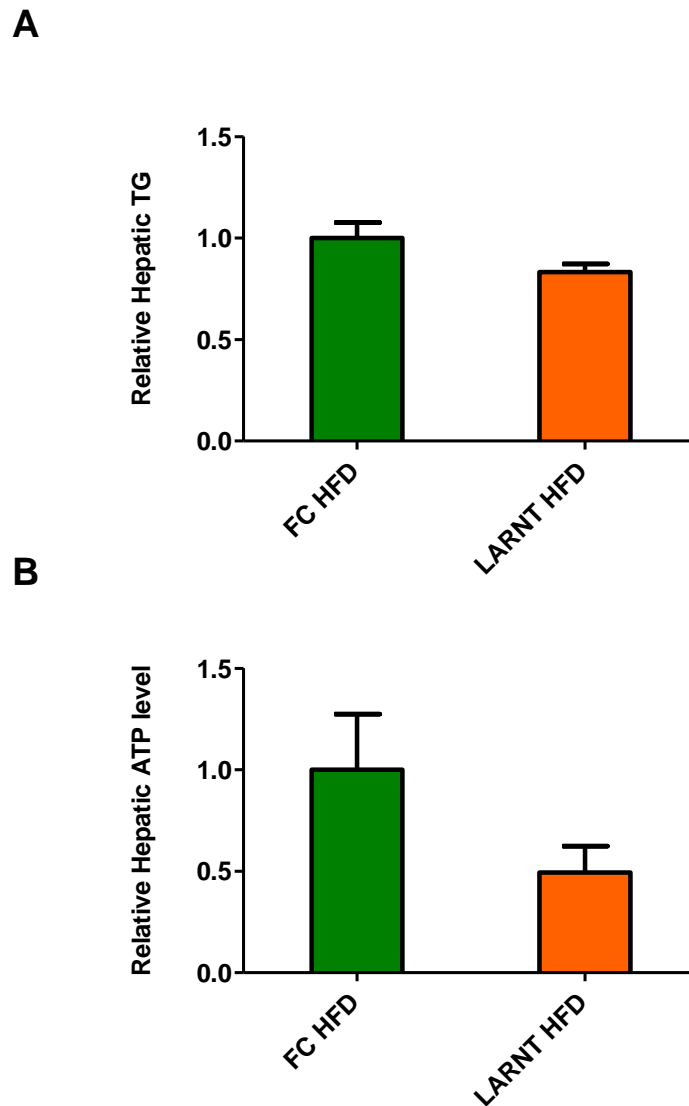 A
Relative Hepatic TG
1.5
1.0
0.5
0.0
FC HFD
LARNT HFD
B
Relative Hepatic ATP level
1.5
1.0
0.5
0.0
FC HFD
LARNT HFD